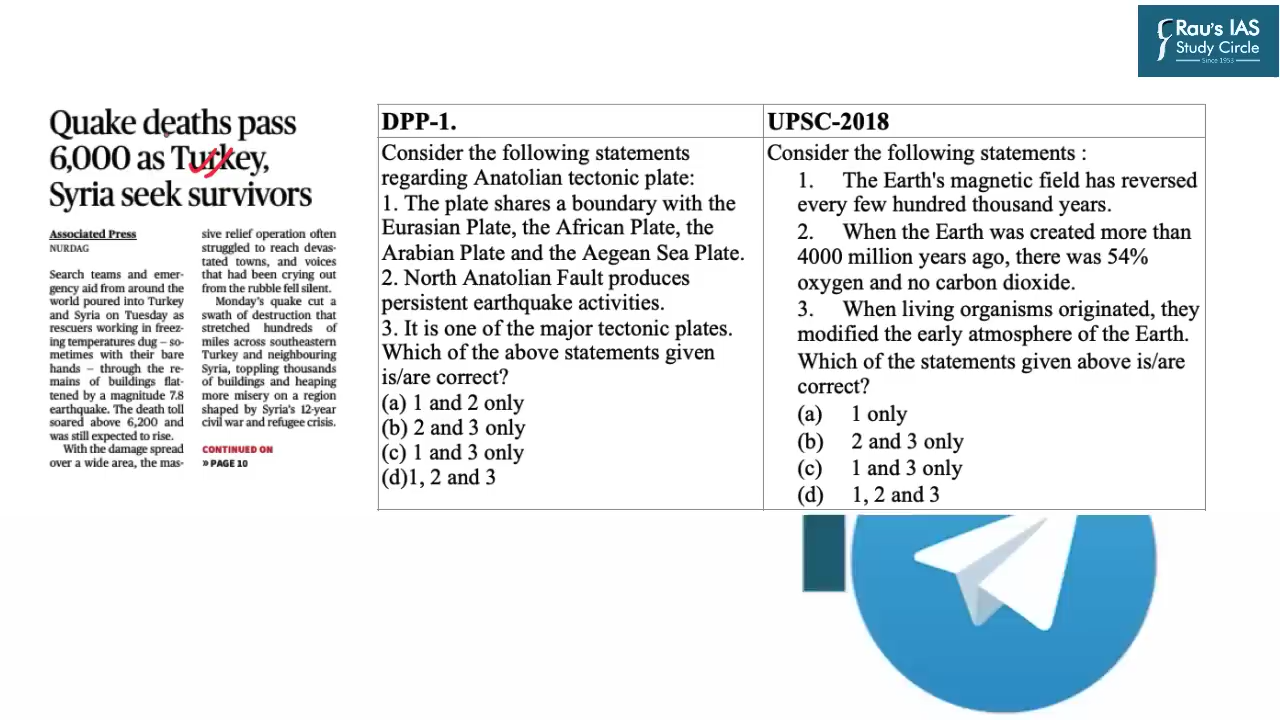 Rau's IAS
Study Circle
Since 1953
Quake deaths pass
6,000 as Turkey,
Syria seek survivors
Associated Press
NURDAG
Search teams and emer-
gency aid from around the
world poured into Turkey
and Syria on Tuesday as
rescuers working in freez-
ing temperatures dug – so-
metimes with their bare
hands – through the re-
mains of buildings flat-
tened by a magnitude 7.8
earthquake. The death toll
soared above 6,200 and
was still expected to rise.
With the damage spread
over a wide area, the mas-
sive relief operation often
struggled to reach devas-
tated towns, and voices
that had been crying out
from the rubble fell silent.
Monday's quake cut a
swath of destruction that
stretched hundreds of
miles across southeastern
Turkey and neighbouring
Syria, toppling thousands
of buildings and heaping
more misery on a region
shaped by Syria's 12-year
civil war and refugee crisis.
CONTINUED ON
» PAGE 10
DPP-1.
Consider the following statements
regarding Anatolian tectonic plate:
1. The plate shares a boundary with the
Eurasian Plate, the African Plate, the
Arabian Plate and the Aegean Sea Plate.
2. North Anatolian Fault produces
persistent earthquake activities.
3. It is one of the major tectonic plates.
Which of the above statements given
is/are correct?
(a) 1 and 2 only
(b) 2 and 3 only
(c) 1 and 3 only
(d)1, 2 and 3
UPSC-2018
Consider the following statements :
1. The Earth's magnetic field has reversed
every few hundred thousand years.
2. When the Earth was created more than
4000 million years ago, there was 54%
oxygen and no carbon dioxide.
3. When living organisms originated, they
modified the early atmosphere of the Earth.
Which of the statements given above is/are
correct?
(a) 1 only
(b) 2 and 3 only
(c) 1 and 3 only
(d) 1, 2 and 3